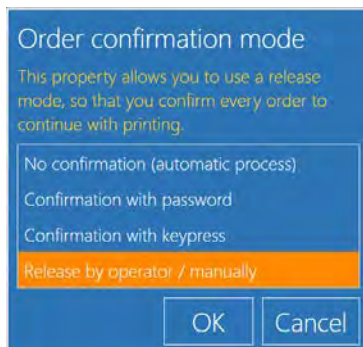 Order confirmation mode
This property allows you to use a release
mode, so that you confirm every order to
continue with printing.
No confirmation (automatic process)
Confirmation with password
Confirmation with keypress
Release by operator / manually
OK Cancel